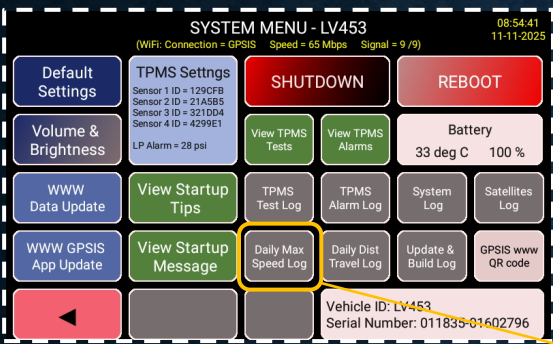 SYSTEM MENU - LV453
(WiFi: Connection = GPSIS Speed = 65 Mbps Signal = 9 /9)
08:54:41
11-11-2025
Default
Settings
TPMS Settngs
Sensor 1 ID = 129CFB
Sensor 2 ID = 21A5B5
Sensor 3 ID = 321DD4
Sensor 4 ID = 4299E1
LP Alarm = 28 psi
SHUTDOWN
REBOOT
Volume &
Brightness
View TPMS
Tests
View TPMS
Alarms
Battery
33 deg C 100 %
WWW
Data Update
View Startup
Tips
TPMS
Test Log
TPMS
Alarm Log
System
Log
Satellites
Log
WWW GPSIS
App Update
View Startup
Message
Daily Max
Speed Log
Daily Dist
Travel Log
Update &
Build Log
GPSIS www
QR code
Vehicle ID: LV453
Serial Number: 011835-01602796